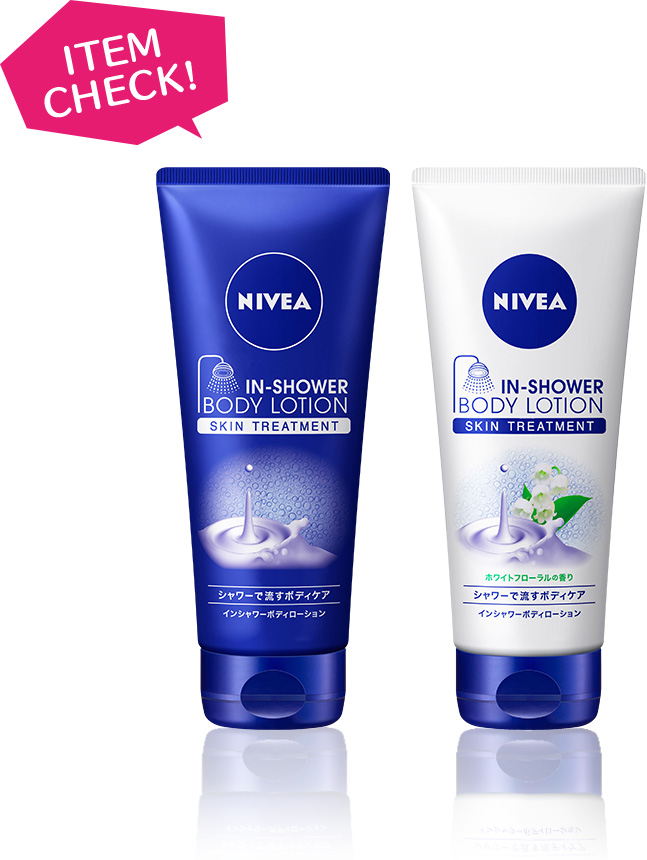 ITEM
CHECK!
NIVEA
IN-SHOWER
BODY LOTION
SKIN TREATMENT
シャワーで流すボディケア
インシャワーボディローション
NIVEA
IN-SHOWER
BODY LOTION
SKIN TREATMENT
ホワイトフローラルの香り
シャワーで流すボディケア
インシャワーボディローション